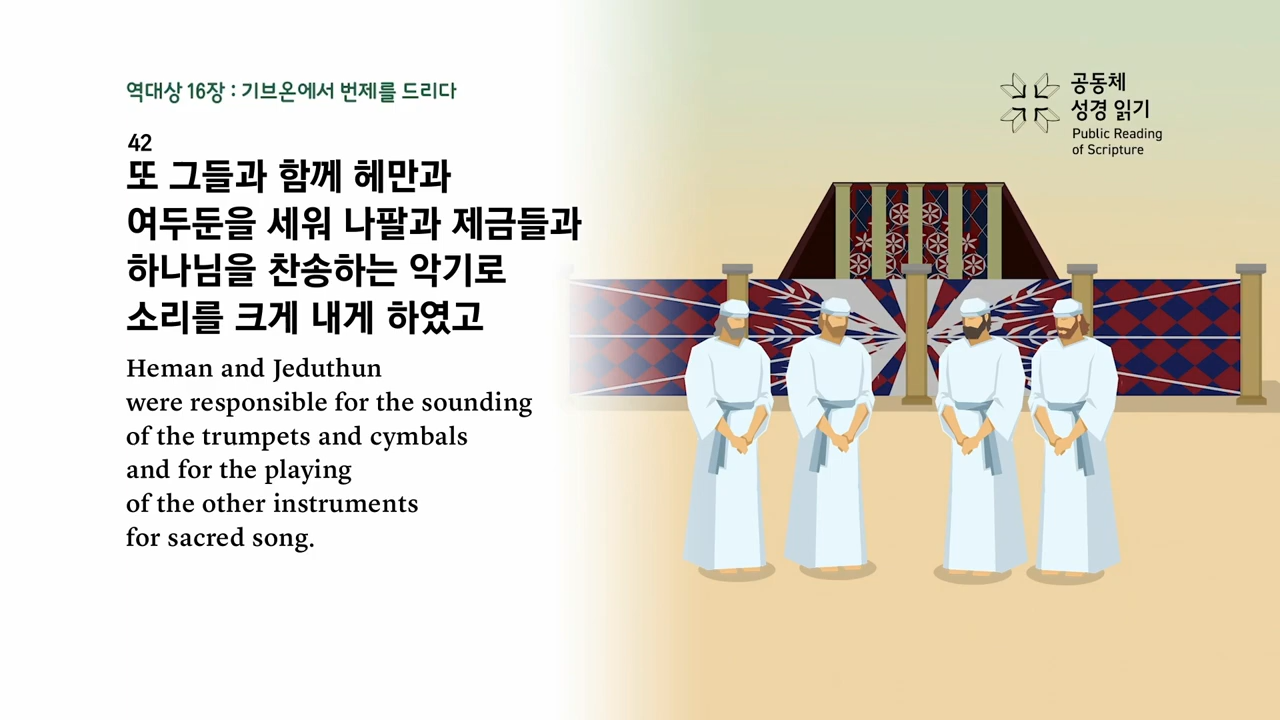 역대상 16장 : 기브온에서 번제를 드리다
42
또 그들과 함께 헤만과
여두둔을 세워 나팔과 제금들과
하나님을 찬송하는 악기로
소리를 크게 내게 하였고
Heman and Jeduthun
were responsible for the sounding
of the trumpets and cymbals
and for the playing
of the other instruments
for sacred song.
공동체
성경 읽기
Public Reading
of Scripture